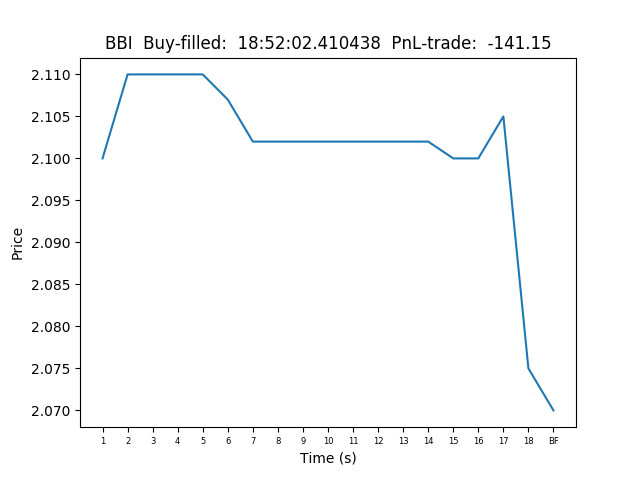 BBI  Buy-filled:  18:52:02.410438  PnL-trade:  -141.15
2.110
2.105
2.100
2.095
2.090
2.085
2.080
2.075
2.070
Price
1 2 3 4 5 6 7 8 9 10 11 12 13 14 15 16 17 18 BF
Time (s)